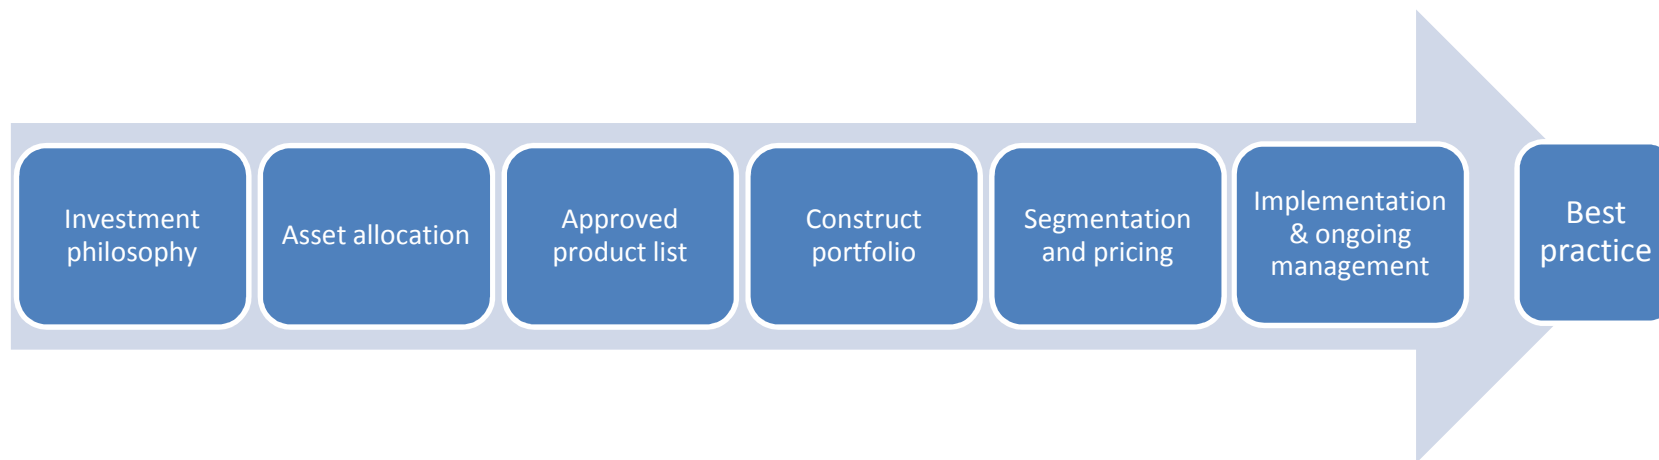 Investment
philosophy
Asset allocation
Approved
product list
Construct
portfolio
Segmentation
and pricing
Implementation
& ongoing
management
Best
practice